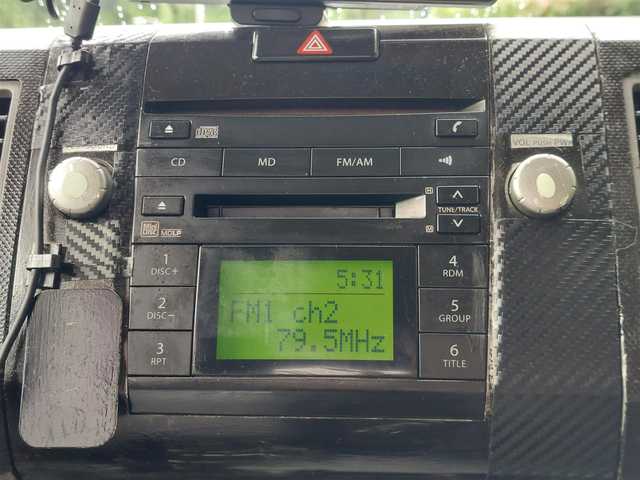 CD
MD
FM/AM
VOL PUSH PWR
TUNE/TRACK
MDLP
1
DISC+
2
DISC−
3
RPT
5:31
FM1 ch2
79.5MHz
4
RDM
5
GROUP
6
TITLE